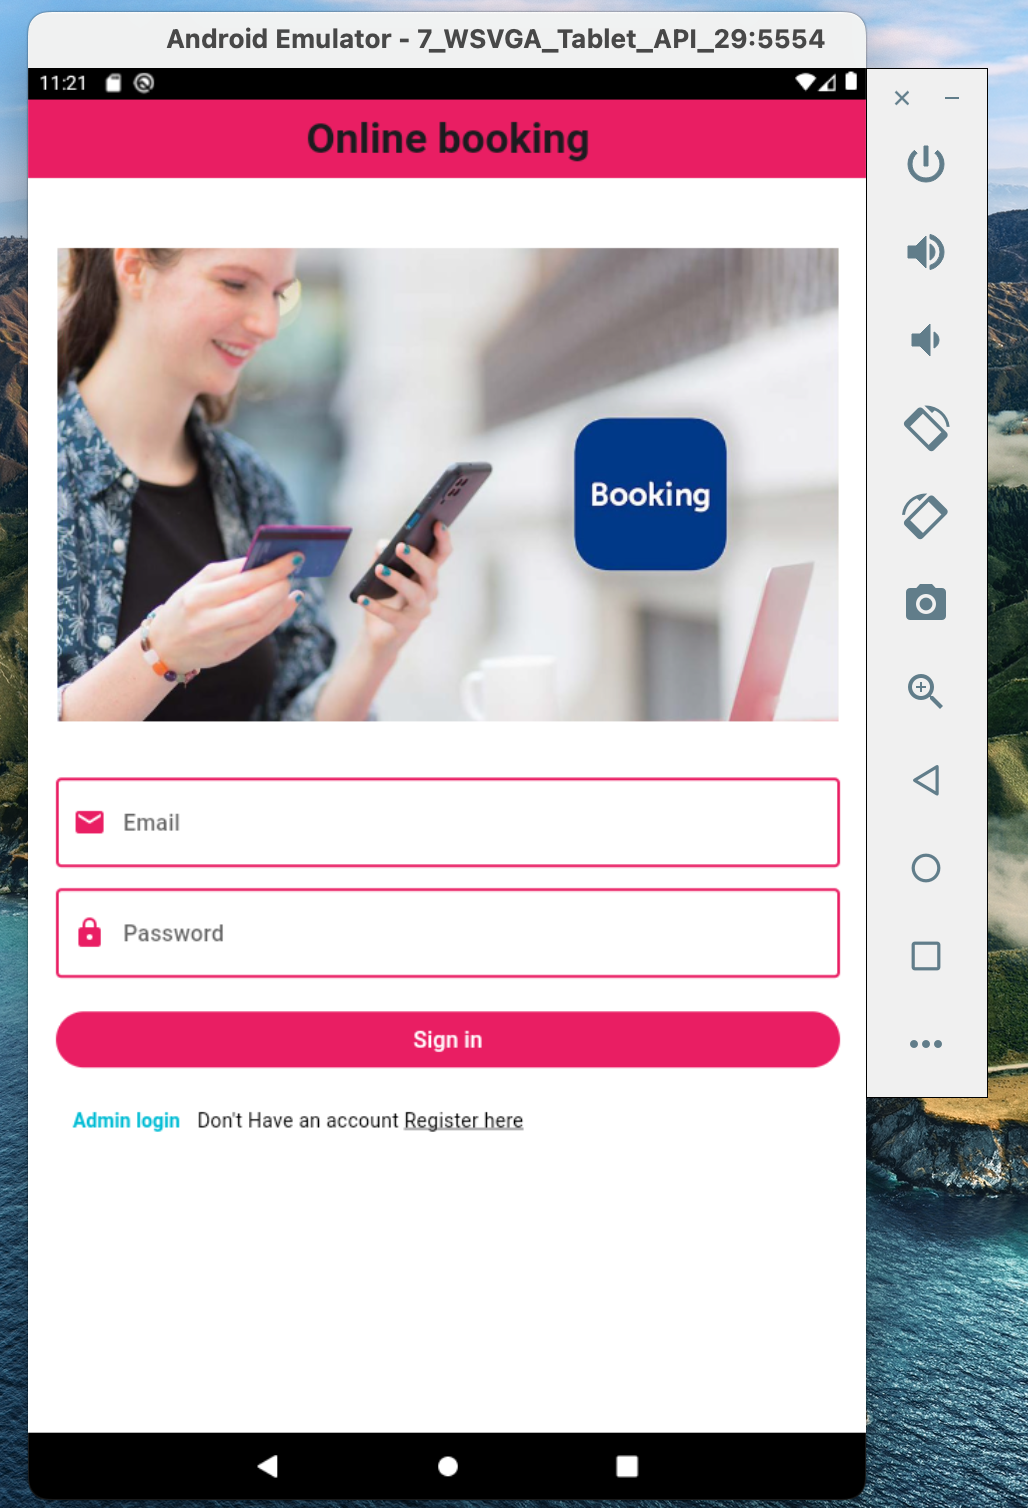 Android Emulator - 7_WSVGA_Tablet_API_29:5554
11:21
Online booking
Booking
Email
Password
Sign in
Admin login Don't Have an account Register here